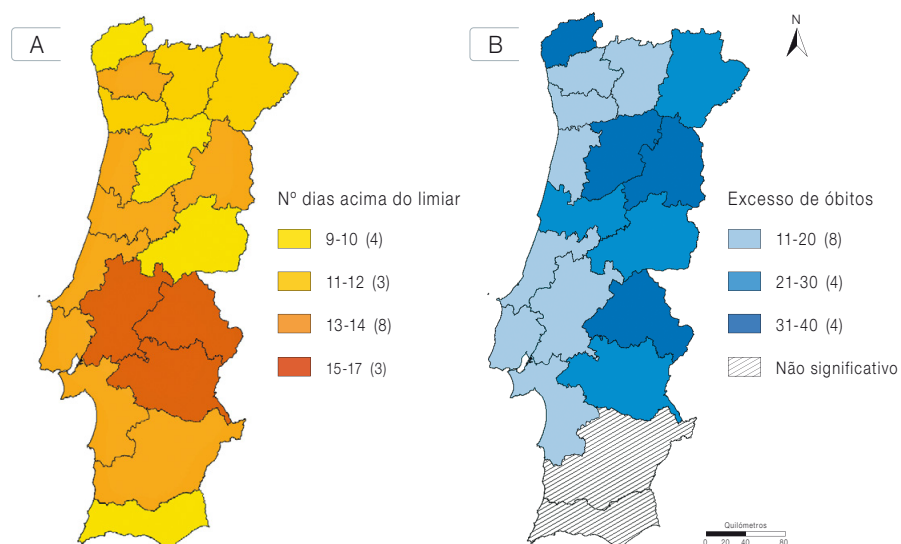 A
Nº dias acima do limiar
9-10 (4)
11-12 (3)
13-14 (8)
15-17 (3)
B
N
Excesso de óbitos
11-20 (8)
21-30 (4)
31-40 (4)
Não significativo
Quilómetros
0 20 40 80